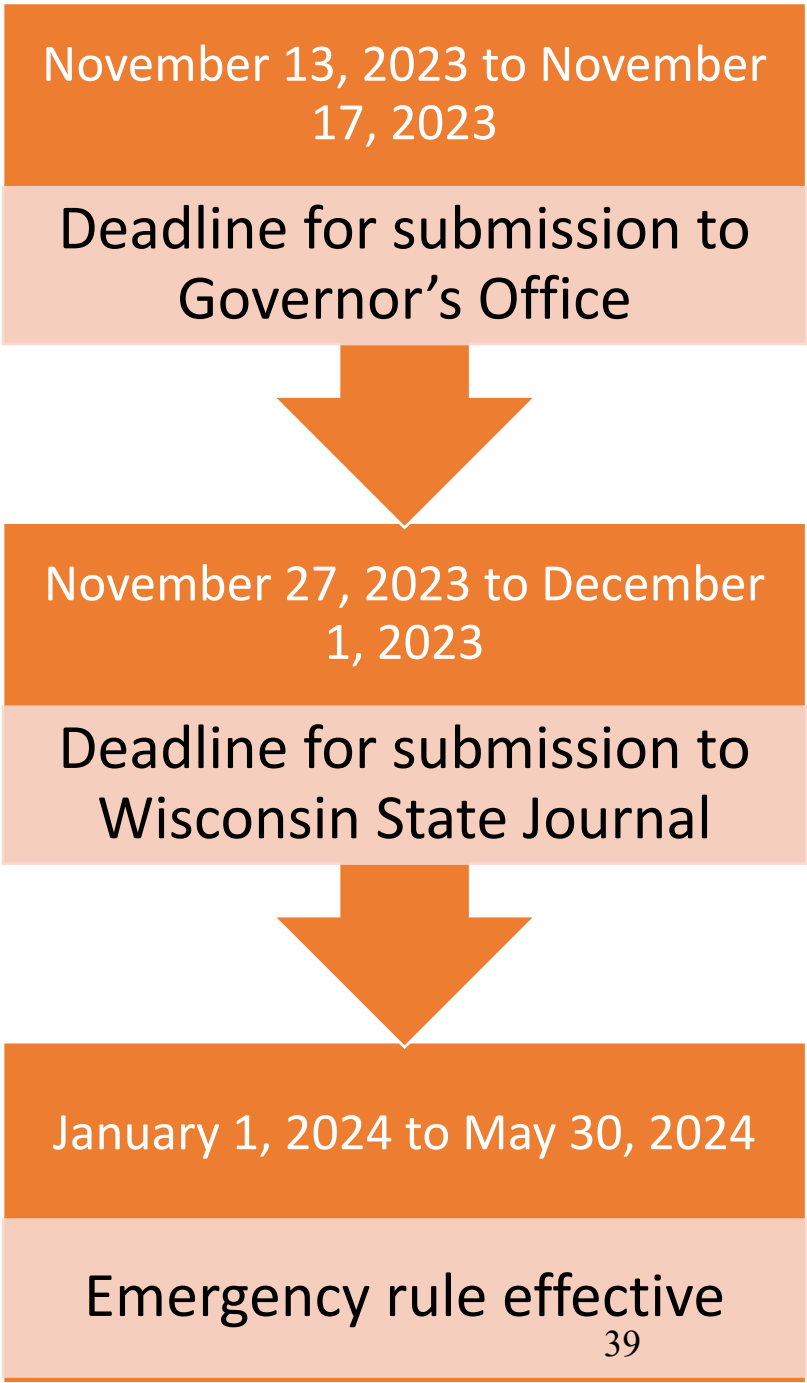 November 13, 2023 to November
17, 2023
Deadline for submission to
Governor’s Office
November 27, 2023 to December
1, 2023
Deadline for submission to
Wisconsin State Journal
January 1, 2024 to May 30, 2024
Emergency rule effective
39